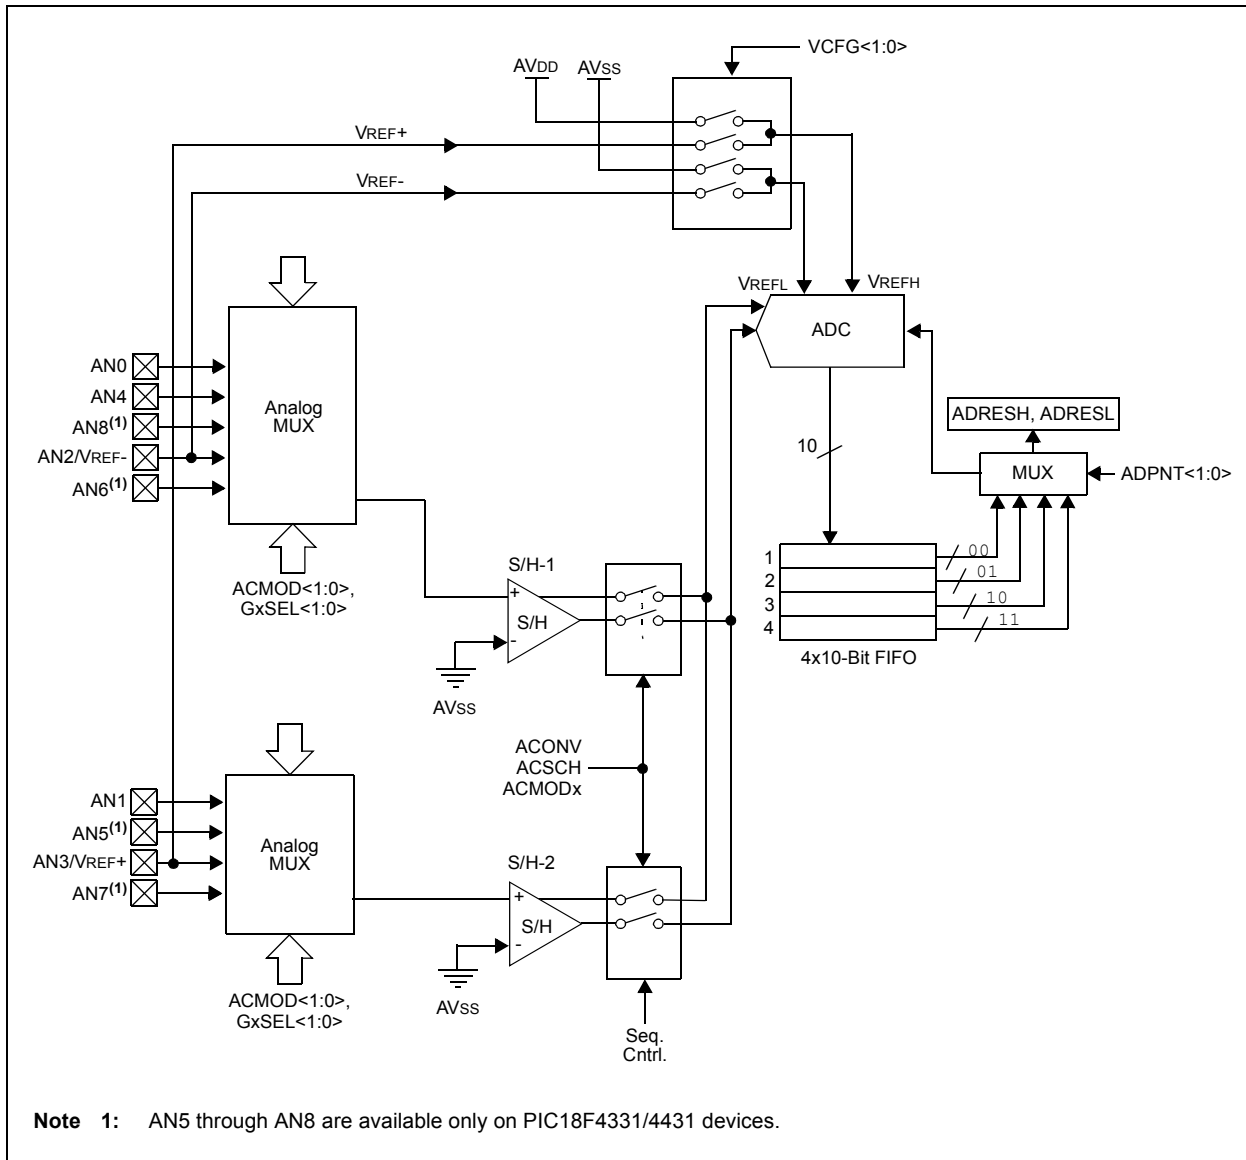 VCFG<1:0>
AVDD AVSS
VREF+
VREF-
VREFL VREFH
ADC
AN0
AN4
AN8(1)
AN2/VREF-
AN6(1)
Analog
MUX
ADRESH, ADRESL
10
MUX
ADPNT<1:0>
ACMOD<1:0>,
GxSEL<1:0>
S/H-1
+
S/H
-
AVSS
1 00
2 01
3 10
4 11
4x10-Bit FIFO
ACONV
ACSCH
ACMODx
AN1
AN5(1)
AN3/VREF+
AN7(1)
Analog
MUX
S/H-2
+
S/H
-
AVSS
ACMOD<1:0>,
GxSEL<1:0>
Seq.
Cntrl.
Note 1: AN5 through AN8 are available only on PIC18F4331/4431 devices.